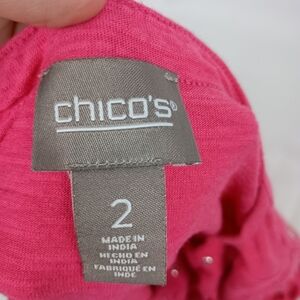 chico's®
2
MADE IN
INDIA
HECHO EN
INDIA
FABRIQUÉ EN
INDE